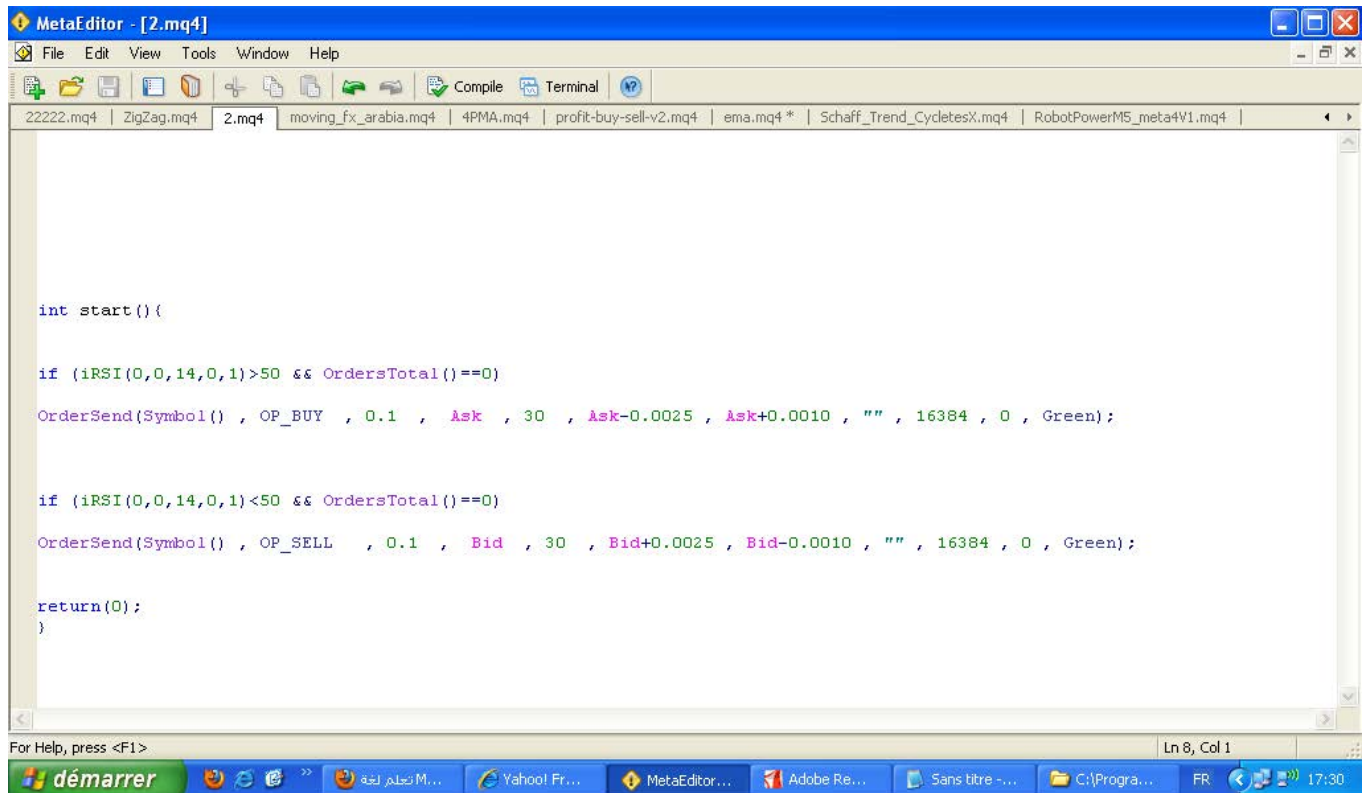 MetaEditor - [2.mq4]
File Edit View Tools Window Help
Compile Terminal
22222.mq4 | ZigZag.mq4 | 2.mq4 | moving_fx_arabia.mq4 | 4PMA.mq4 | profit-buy-sell-v2.mq4 | ema.mq4 * | Schaff_Trend_CycletesX.mq4 | RobotPowerM5_meta4V1.mq4 |
int start(){
if (iRSI(0,0,14,0,1)>50 && OrdersTotal()==0)
OrderSend(Symbol() , OP_BUY , 0.1 , Ask , 30 , Ask-0.0025 , Ask+0.0010 , "" , 16384 , 0 , Green);
if (iRSI(0,0,14,0,1)<50 && OrdersTotal()==0)
OrderSend(Symbol() , OP_SELL , 0.1 , Bid , 30 , Bid+0.0025 , Bid-0.0010 , "" , 16384 , 0 , Green);
return(0);
}
For Help, press <F1> Ln 8, Col 1
démarrer تعلم لغة M... Yahoo! Fr... MetaEditor... Adobe Re... Sans titre -... C:\Progra... FR 17:30